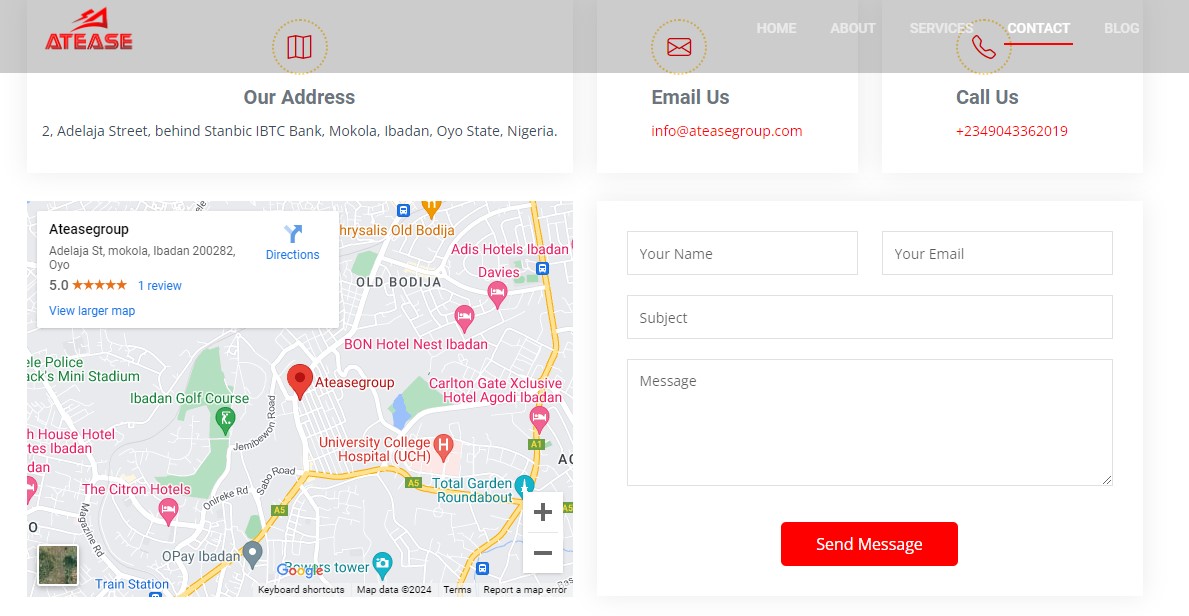 ATEASE
HOME ABOUT SERVICES CONTACT BLOG
Our Address
2, Adelaja Street, behind Stanbic IBTC Bank, Mokola, Ibadan, Oyo State, Nigeria.
Email Us
info@ateasegroup.com
Call Us
+2349043362019
Ateasegroup
Adelaja St, mokola, Ibadan 200282,
Oyo
5.0 ★★★★★ 1 review
View larger map
Directions
hrysalis Old Bodija
Adis Hotels Ibadan
Davies
OLD BODIJA
BON Hotel Nest Ibadan
ele Police
ack's Mini Stadium
Ibadan Golf Course
Ateasegroup
Carlton Gate Xclusive
Hotel Agodi Ibadan
Jemibewon Road
h House Hotel
tes Ibadan
dan
University College
Hospital (UCH)
A1
AG
Sabo Road
The Citron Hotels
Onireke Rd
A5
Total Garden
Roundabout
A5
A5
Magazine Rd
O
OPay Ibadan
Bowers tower
Google
Train Station
Keyboard shortcuts Map data ©2024 Terms Report a map error
Your Name
Your Email
Subject
Message
Send Message